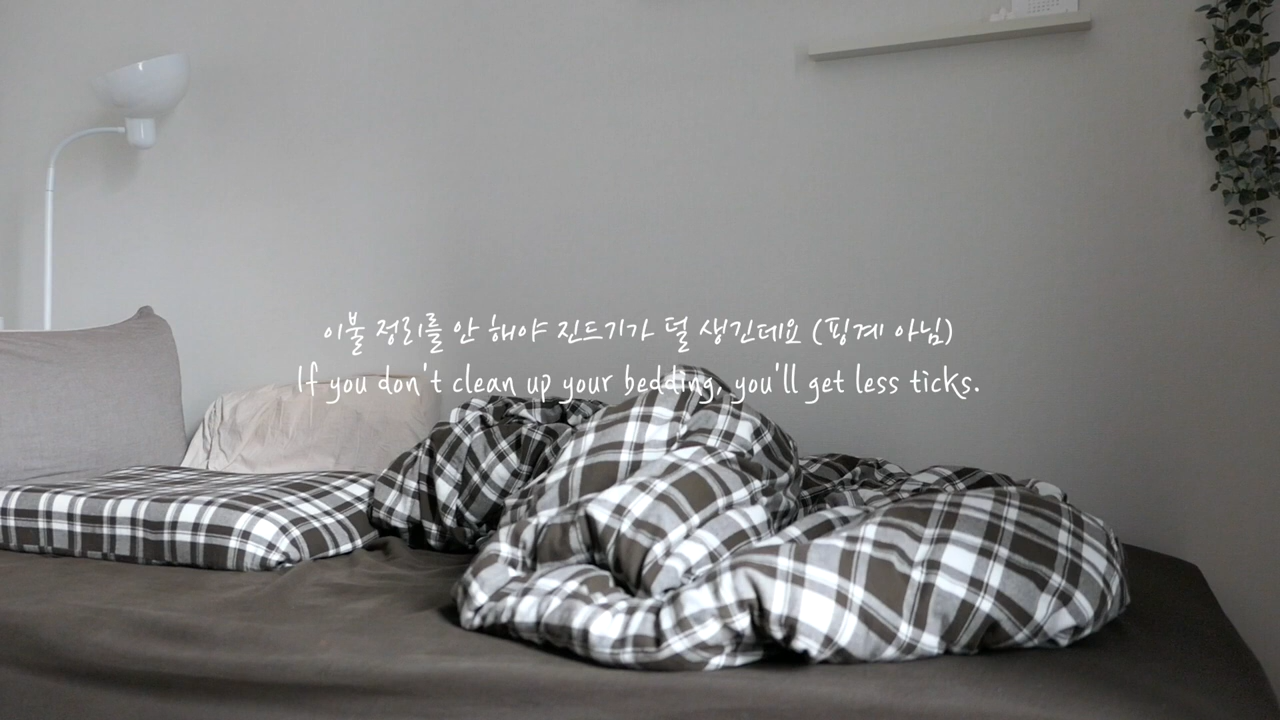 이불 정리를 안 해야 진드기가 덜 생긴데요 (핑계 아님)
If you don't clean up your bedding, you'll get less ticks.